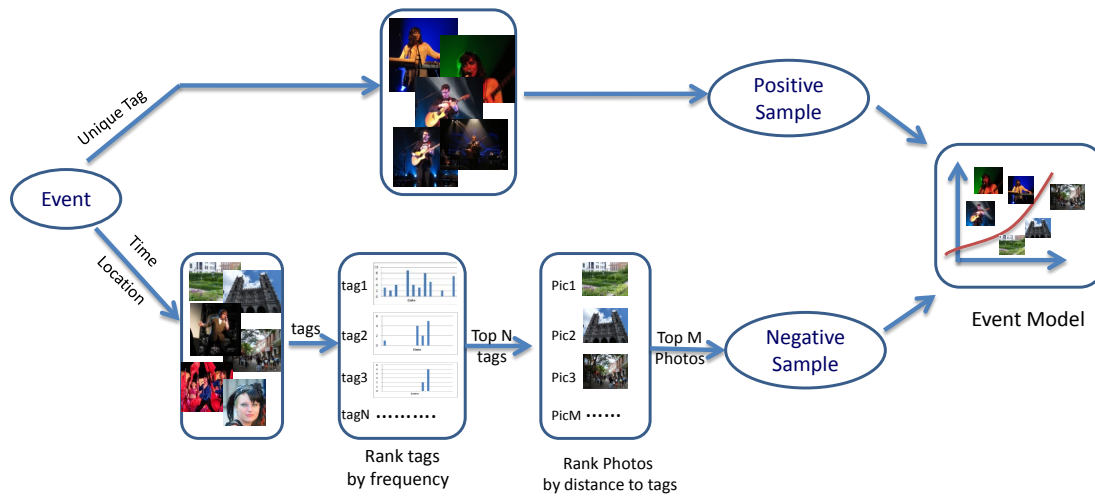 Unique Tag
Positive
Sample
Event
Time
Location
tags
tag1
tag2
tag3
tagN ..........
Top N
tags
Pic1
Pic2
Pic3
PicM ......
Top M
Photos
Negative
Sample
Event Model
Rank tags
by frequency
Rank Photos
by distance to tags